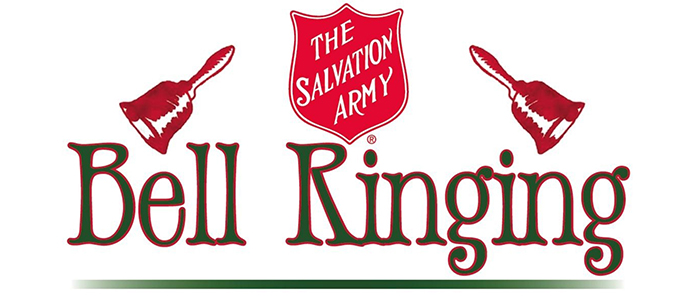 THE
SALVATION
ARMY
®
Bell Ringing